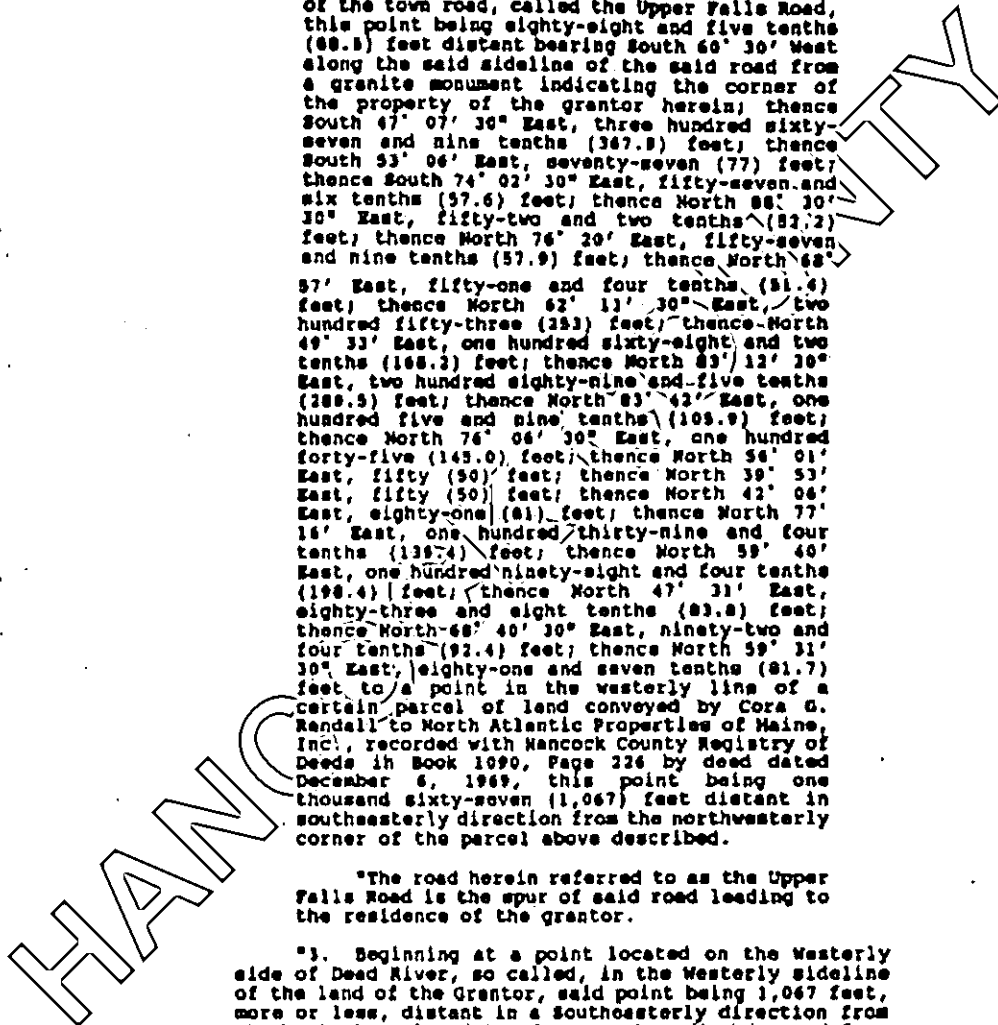 of the town road, called the Upper Falls Road,
this point being eighty-eight and five tenths
(88.5) feet distant bearing South 60° 30' West
along the said sideline of the said road from
a granite monument indicating the corner of
the property of the grantor herein; thence
South 47° 07' 30" East, three hundred sixty-
seven and nine tenths (367.9) feet; thence
South 53° 06' East, seventy-seven (77) feet;
thence South 74° 02' 30" East, fifty-seven and
six tenths (57.6) feet; thence North 88° 30'
30" East, fifty-two and two tenths (52.2)
feet; thence North 76° 20' East, fifty-seven
and nine tenths (57.9) feet; thence North 68°
57' East, fifty-one and four tenths (51.4)
feet; thence North 62° 11' 30" East, two
hundred fifty-three (253) feet; thence North
49° 33' East, one hundred sixty-eight and two
tenths (168.2) feet; thence North 83° 12' 30"
East, two hundred eighty-nine and five tenths
(289.5) feet; thence North 83° 42' East, one
hundred five and nine tenths (105.9) feet;
thence North 76° 06' 30" East, one hundred
forty-five (145.0) feet; thence North 56° 01'
East, fifty (50) feet; thence North 39° 53'
East, fifty (50) feet; thence North 42° 06'
East, eighty-one (81) feet; thence North 77°
16' East, one hundred thirty-nine and four
tenths (139.4) feet; thence North 59° 40'
East, one hundred ninety-eight and four tenths
(198.4) feet; thence North 47° 31' East,
eighty-three and eight tenths (83.8) feet;
thence North 68° 40' 30" East, ninety-two and
four tenths (92.4) feet; thence North 59° 31'
30" East, eighty-one and seven tenths (81.7)
feet to a point in the westerly line of a
certain parcel of land conveyed by Cora G.
Randall to North Atlantic Properties of Maine,
Inc., recorded with Hancock County Registry of
Deeds in Book 1090, Page 226 by deed dated
December 6, 1969, this point being one
thousand sixty-seven (1,067) feet distant in
southeasterly direction from the northwesterly
corner of the parcel above described.
"The road herein referred to as the Upper
Falls Road is the spur of said road leading to
the residence of the grantor.
"3. Beginning at a point located on the Westerly
side of Dead River, so called, in the Westerly sideline
of the land of the Grantor, said point being 1,067 feet,
more or less, distant in a Southeasterly direction from
HANC
NTY